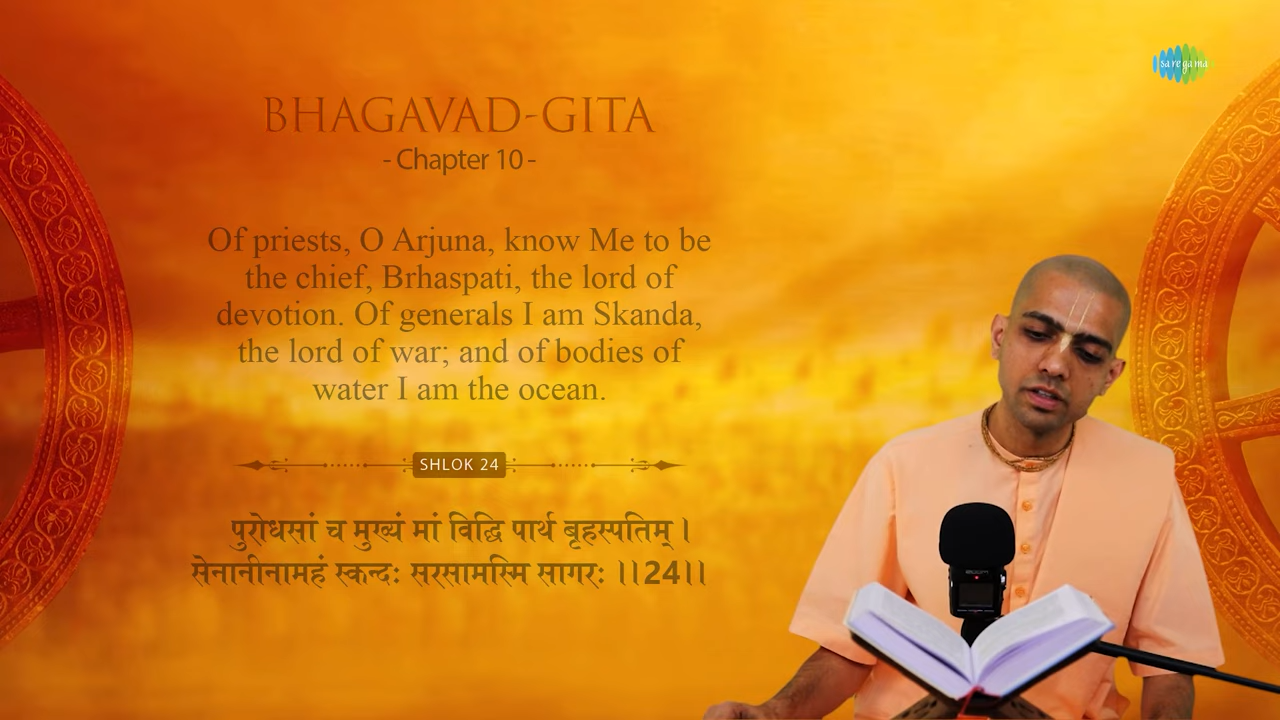 saregama
BHAGAVAD-GITA
- Chapter 10 -
Of priests, O Arjuna, know Me to be
the chief, Brhaspati, the lord of
devotion. Of generals I am Skanda,
the lord of war; and of bodies of
water I am the ocean.
SHLOK 24
पुरोधसां च मुख्यं मां विद्धि पार्थ बृहस्पतिम् ।
सेनानीनामहं स्कन्दः सरसामस्मि सागरः ।।24।।